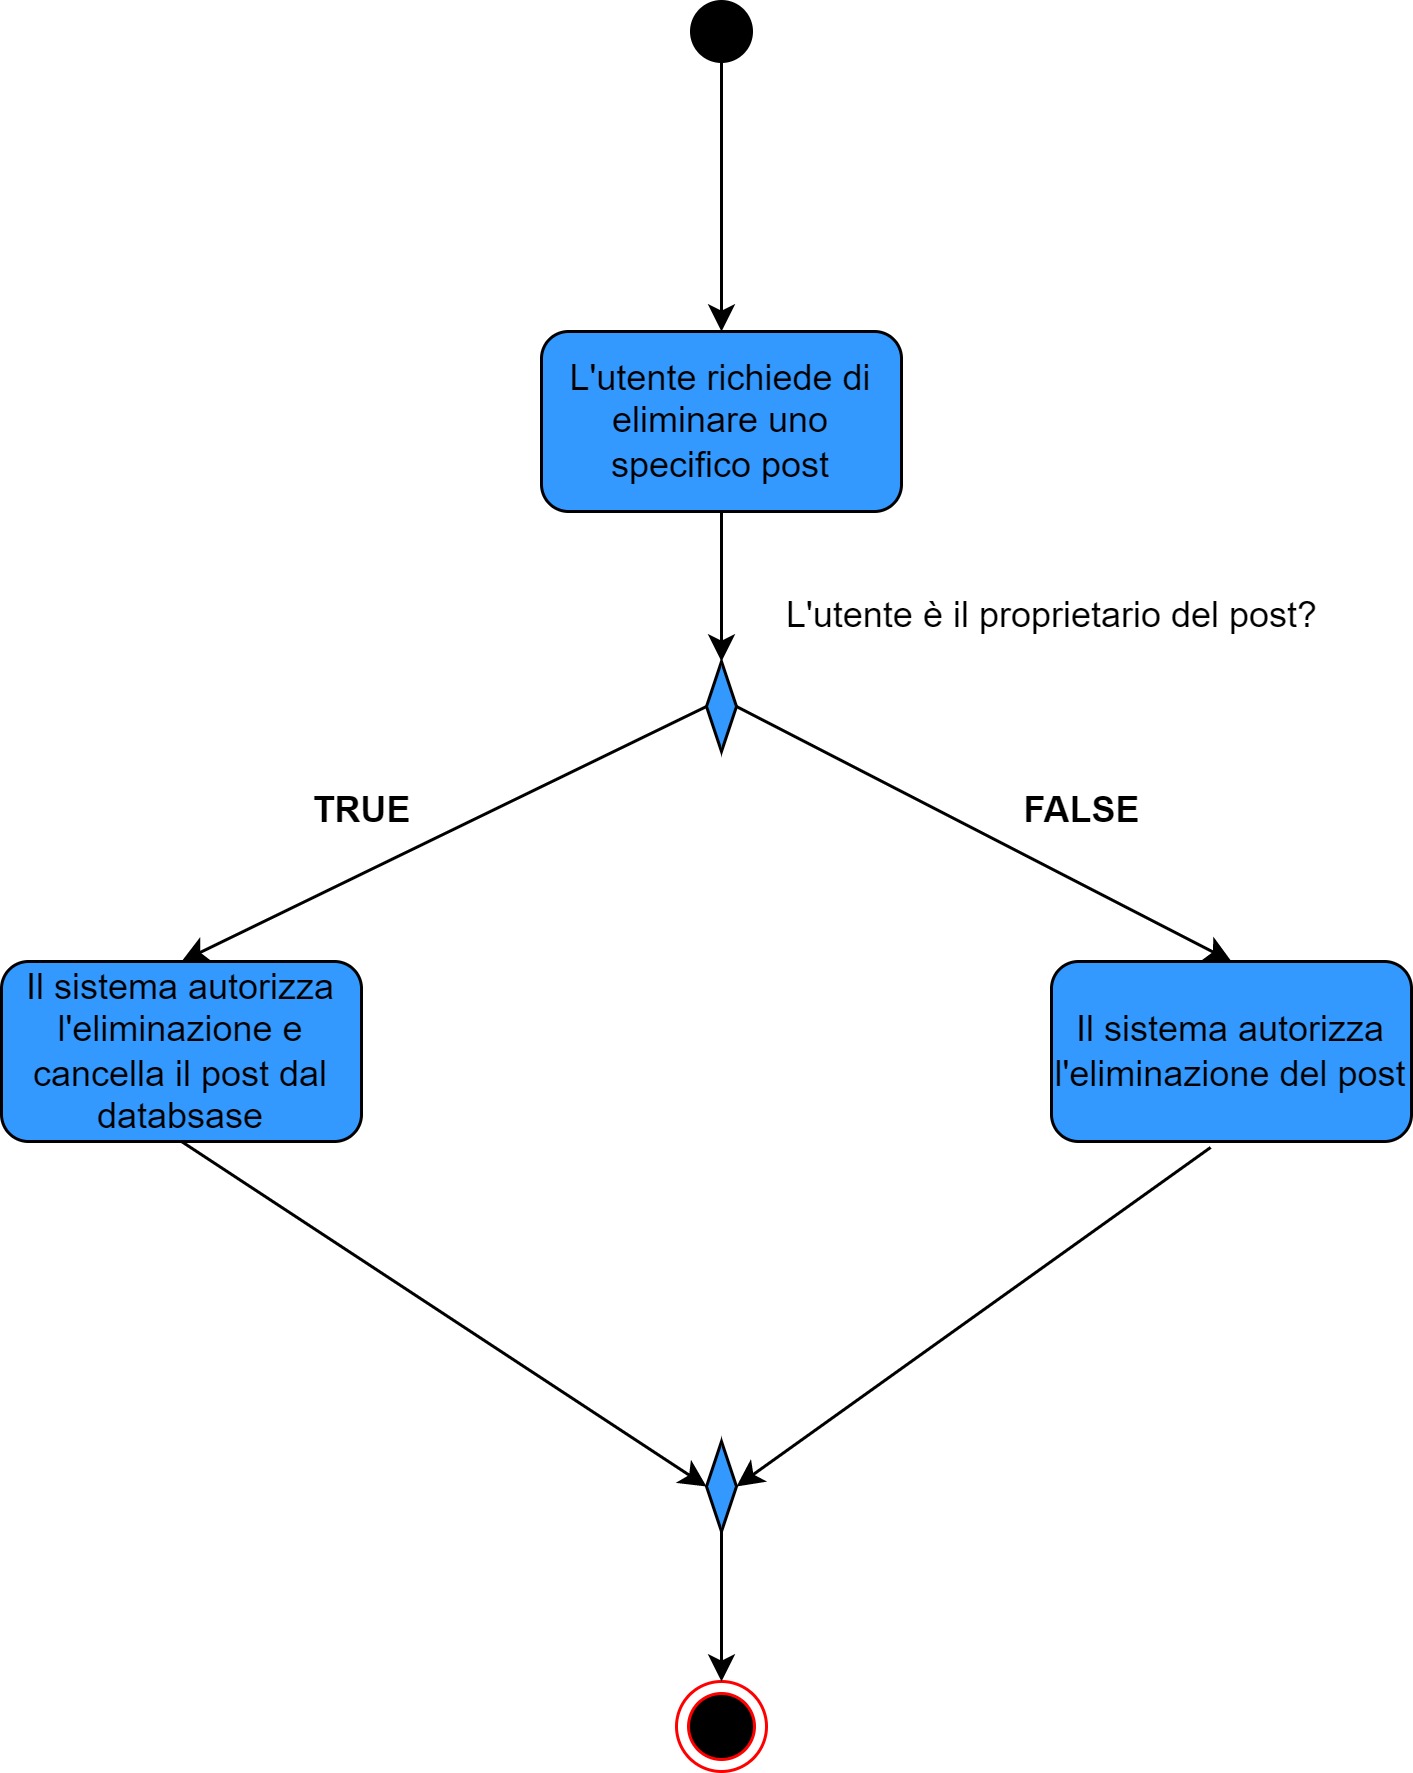 L'utente richiede di
eliminare uno
specifico post
L'utente è il proprietario del post?
TRUE
FALSE
Il sistema autorizza
l'eliminazione e
cancella il post dal
databsase
Il sistema autorizza
l'eliminazione del post